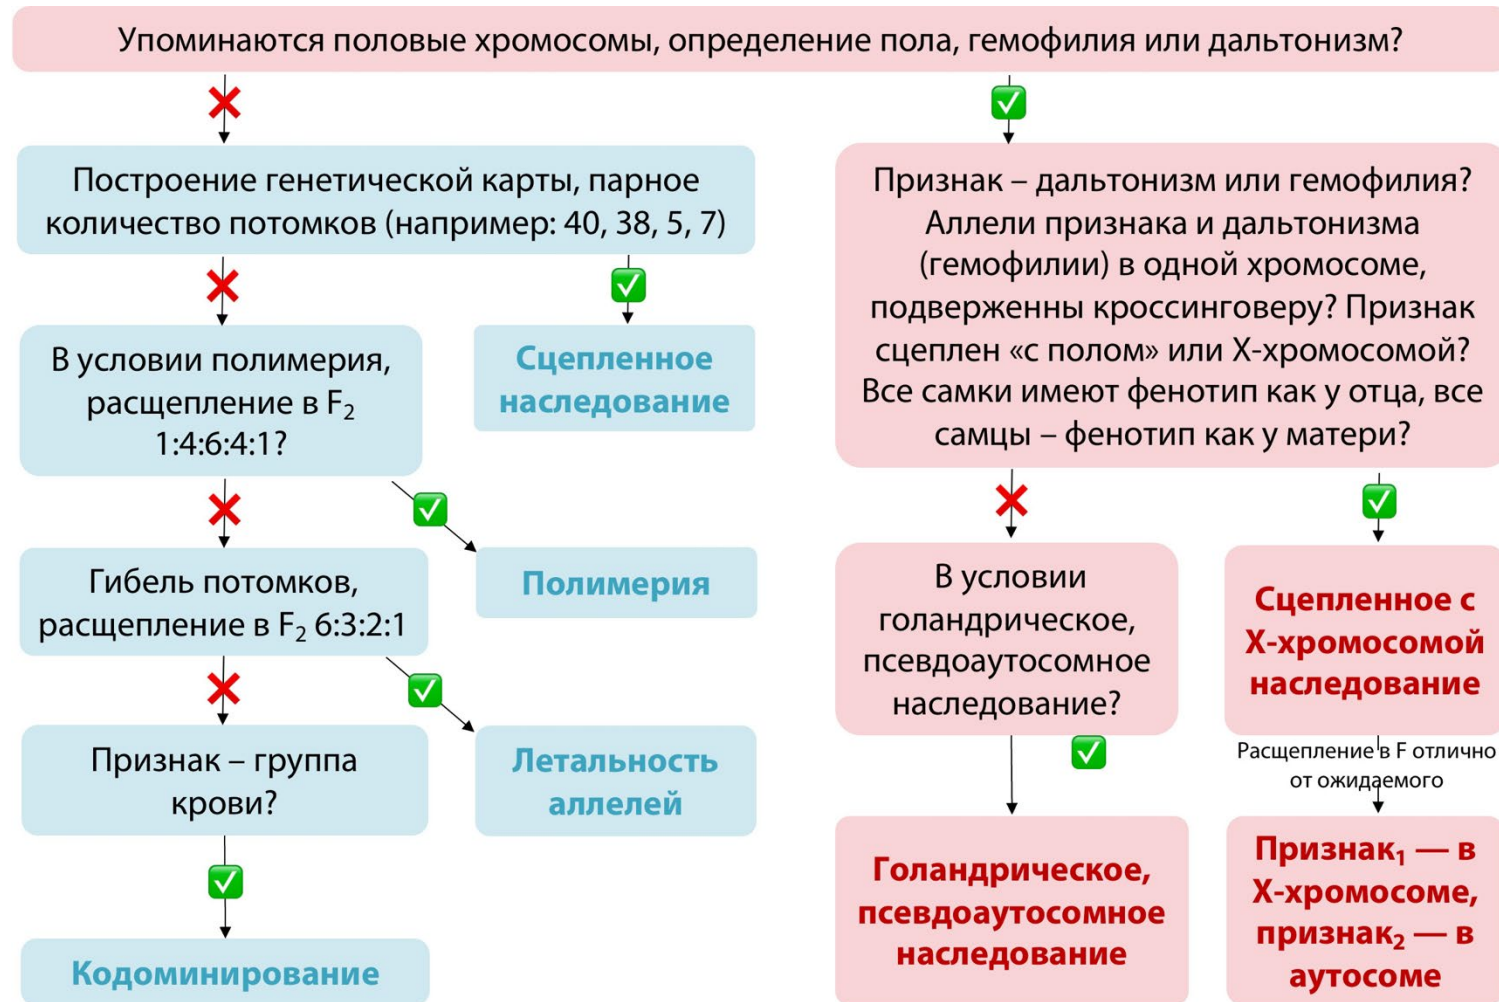 Упоминаются половые хромосомы, определение пола, гемофилия или дальтонизм?
Построение генетической карты, парное
количество потомков (например: 40, 38, 5, 7)
Сцепленное
наследование
В условии полимерия,
расщепление в F₂
1:4:6:4:1?
Полимерия
Гибель потомков,
расщепление в F₂ 6:3:2:1
Летальность
аллелей
Признак – группа
крови?
Кодоминирование
Признак – дальтонизм или гемофилия?
Аллели признака и дальтонизма
(гемофилии) в одной хромосоме,
подверженны кроссинговеру? Признак
сцеплен «с полом» или X-хромосомой?
Все самки имеют фенотип как у отца, все
самцы – фенотип как у матери?
В условии
голандрическое,
псевдоаутосомное
наследование?
Голандрическое,
псевдоаутосомное
наследование
Сцепленное с
X-хромосомой
наследование
Расщепление в F отлично
от ожидаемого
Признак₁ — в
X-хромосоме,
признак₂ — в
аутосоме